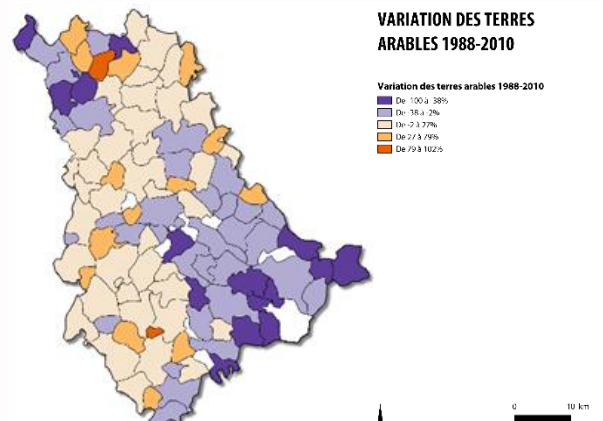 VARIATION DES TERRES
ARABLES 1988-2010
Variation des terres arables 1988-2010
De -100 à -38%
De -38 à -2%
De -2 à 27%
De 27 à 79%
De 79 à 102%
0 10 km